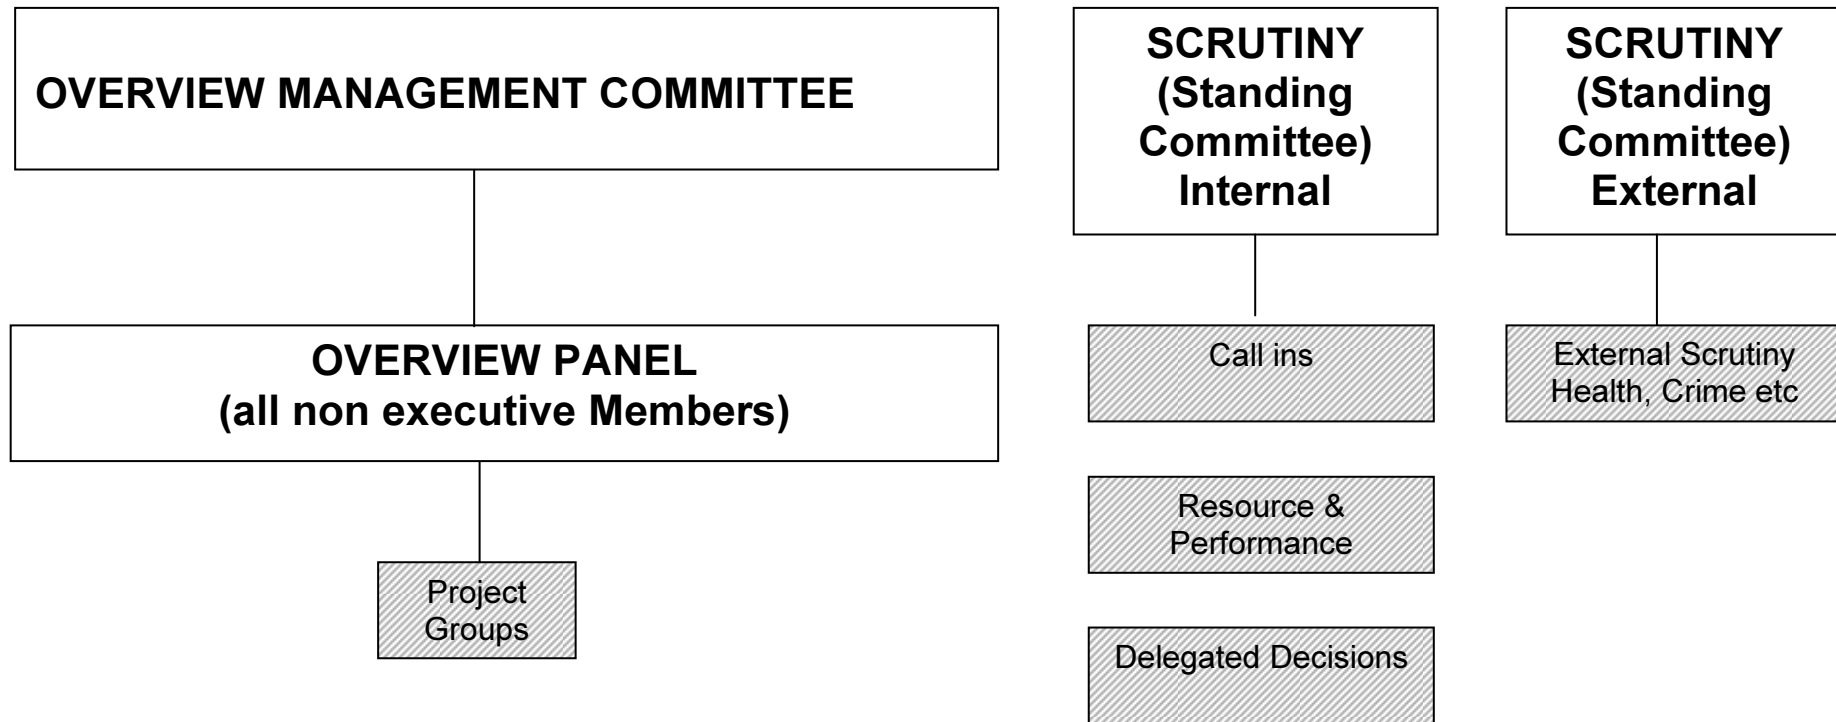 OVERVIEW MANAGEMENT COMMITTEE
SCRUTINY
(Standing
Committee)
Internal
SCRUTINY
(Standing
Committee)
External
OVERVIEW PANEL
(all non executive Members)
Call ins
External Scrutiny
Health, Crime etc
Resource &
Performance
Project
Groups
Delegated Decisions